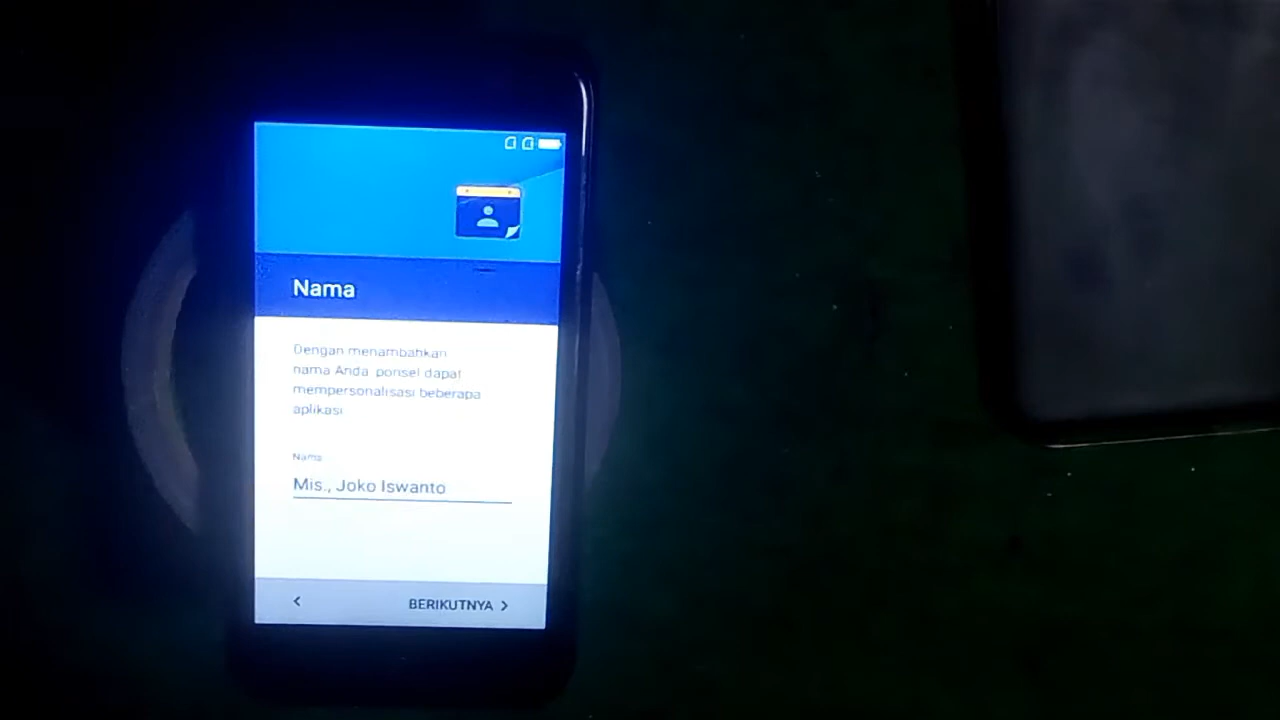 Nama
Dengan menambahkan
nama Anda ponsel dapat
mempersonalisasi beberapa
aplikasi
Nama
Mis., Joko Iswanto
BERIKUTNYA